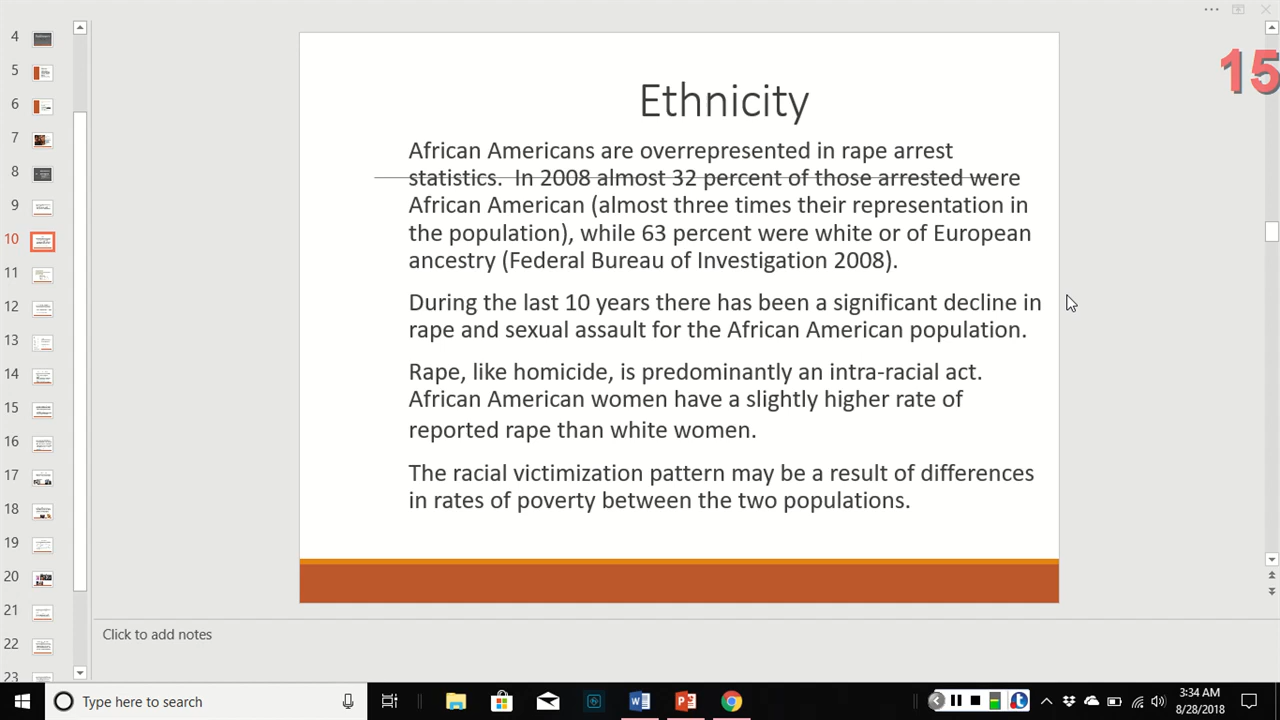 15
4
5
6
7
8
9
10
11
12
13
14
15
16
17
18
19
20
21
22
23
Ethnicity
African Americans are overrepresented in rape arrest
statistics.  In 2008 almost 32 percent of those arrested were
African American (almost three times their representation in
the population), while 63 percent were white or of European
ancestry (Federal Bureau of Investigation 2008).
During the last 10 years there has been a significant decline in
rape and sexual assault for the African American population.
Rape, like homicide, is predominantly an intra-racial act.
African American women have a slightly higher rate of
reported rape than white women.
The racial victimization pattern may be a result of differences
in rates of poverty between the two populations.
Click to add notes
Type here to search
3:34 AM
8/28/2018